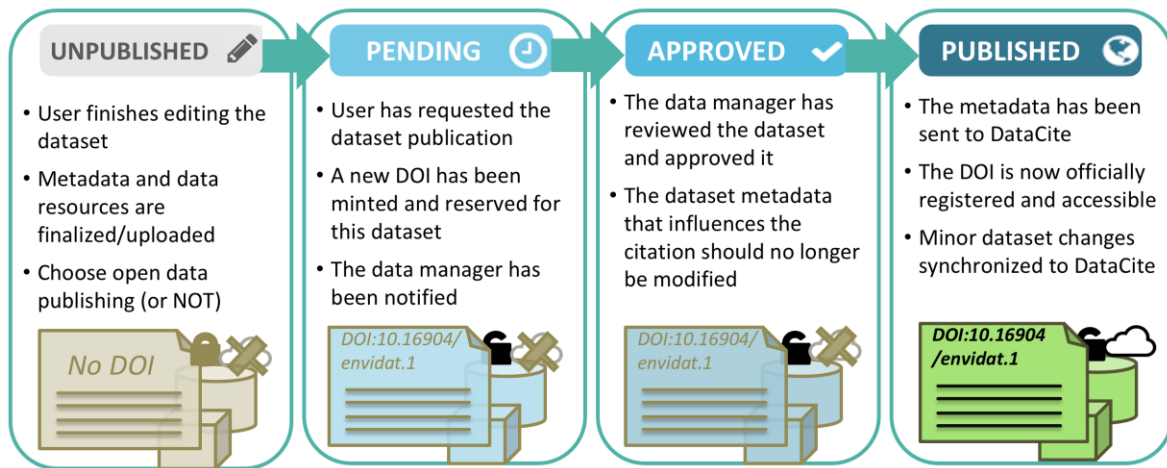 UNPUBLISHED
• User finishes editing the
dataset
• Metadata and data
resources are
finalized/uploaded
• Choose open data
publishing (or NOT)
No DOI
PENDING
• User has requested the
dataset publication
• A new DOI has been
minted and reserved for
this dataset
• The data manager has
been notified
DOI:10.16904/
envidat.1
APPROVED
• The data manager has
reviewed the dataset
and approved it
• The dataset metadata
that influences the
citation should no longer
be modified
DOI:10.16904/
envidat.1
PUBLISHED
• The metadata has been
sent to DataCite
• The DOI is now officially
registered and accessible
• Minor dataset changes
synchronized to DataCite
DOI:10.16904
/envidat.1